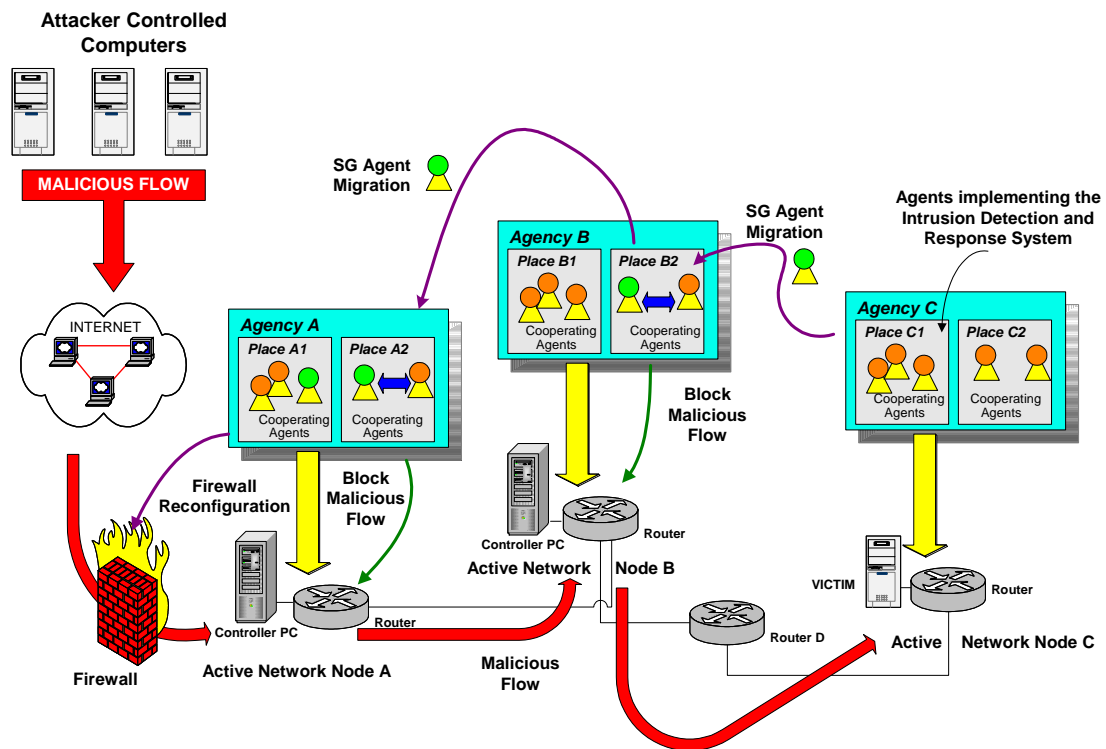 Attacker Controlled
Computers
MALICIOUS FLOW
INTERNET
SG Agent
Migration
SG Agent
Migration
Agents implementing the
Intrusion Detection and
Response System
Agency A
Place A1
Cooperating
Agents
Place A2
Cooperating
Agents
Agency B
Place B1
Cooperating
Agents
Place B2
Cooperating
Agents
Agency C
Place C1
Cooperating
Agents
Place C2
Cooperating
Agents
Firewall
Reconfiguration
Block
Malicious
Flow
Block
Malicious
Flow
Firewall
Controller PC
Router
Active Network Node A
Controller PC
Router
Active Network Node B
Malicious
Flow
Router D
VICTIM
Router
Active Network Node C